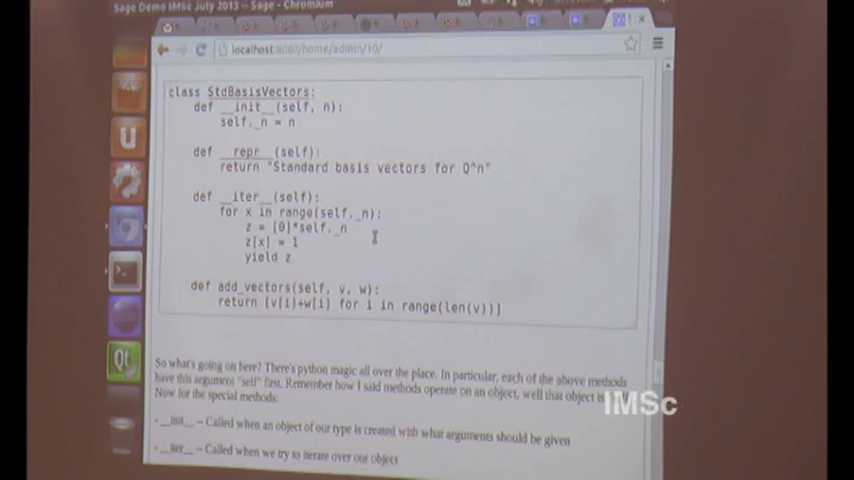 Sage Demo IMSc July 2013 - Sage - Chromium
localhost:8080/home/admin/10/
class StdBasisVectors:
def __init__(self, n):
self._n = n
def __repr__(self):
return "Standard basis vectors for Q^n"
def __iter__(self):
for x in range(self._n):
z = [0]*self._n
z[x] = 1
yield z
def add_vectors(self, v, w):
return [v[i]+w[i] for i in range(len(v))]
So what's going on here? There's python magic all over the place. In particular, each of the above methods
have this argument "self" first. Remember how I said methods operate on an object, well that object is
Now for the special methods:
- __init__ -- Called when an object of our type is created with what arguments should be given
- __iter__ -- Called when we try to iterate over our object
IMSc
Qt